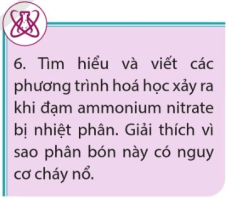 6. Tìm hiểu và viết các
phương trình hoá học xảy ra
khi đạm ammonium nitrate
bị nhiệt phân. Giải thích vì
sao phân bón này có nguy
cơ cháy nổ.